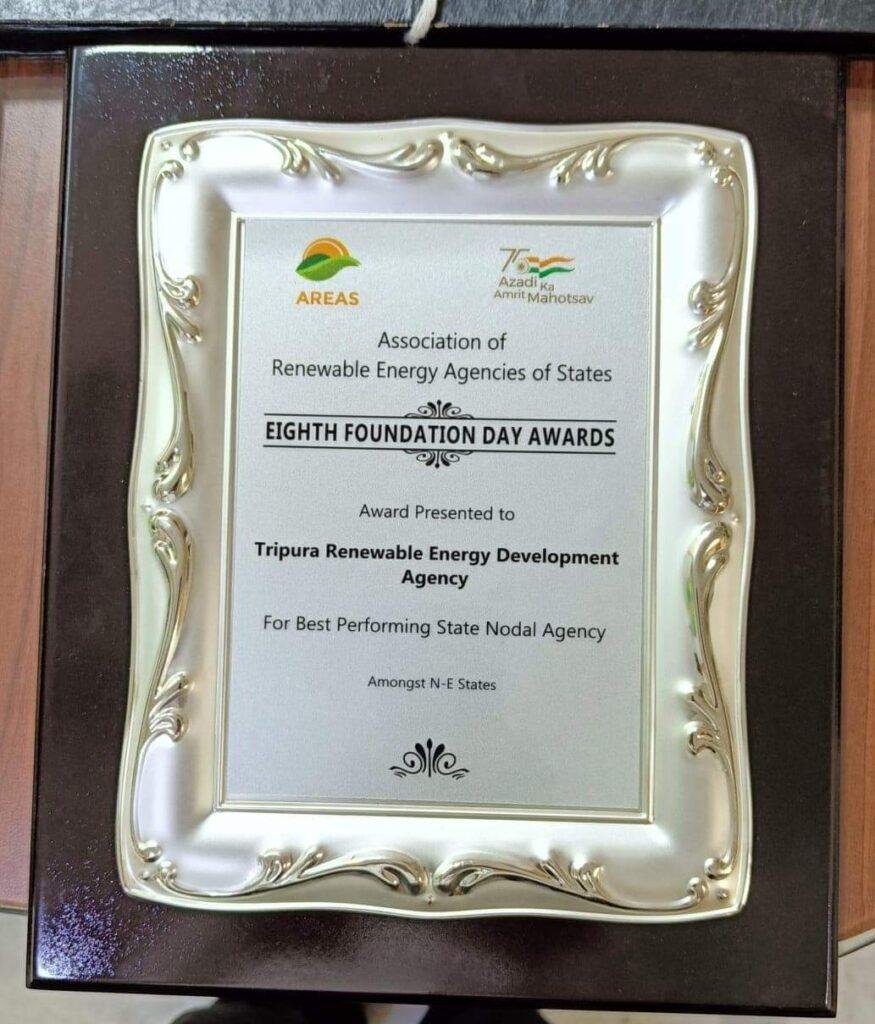 AREAS
75
Azadi Ka
Amrit Mahotsav
Association of
Renewable Energy Agencies of States
EIGHTH FOUNDATION DAY AWARDS
Award Presented to
Tripura Renewable Energy Development
Agency
For Best Performing State Nodal Agency
Amongst N-E States